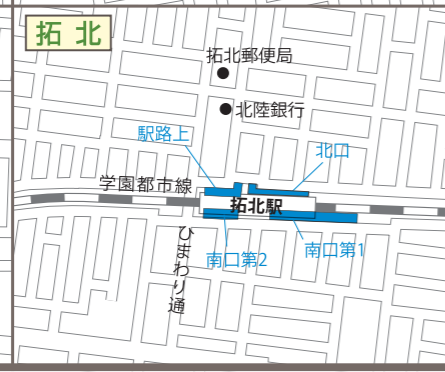 拓北
拓北郵便局
北陸銀行
駅路上
北口
学園都市線
拓北駅
ひまわり通
南口第2
南口第1